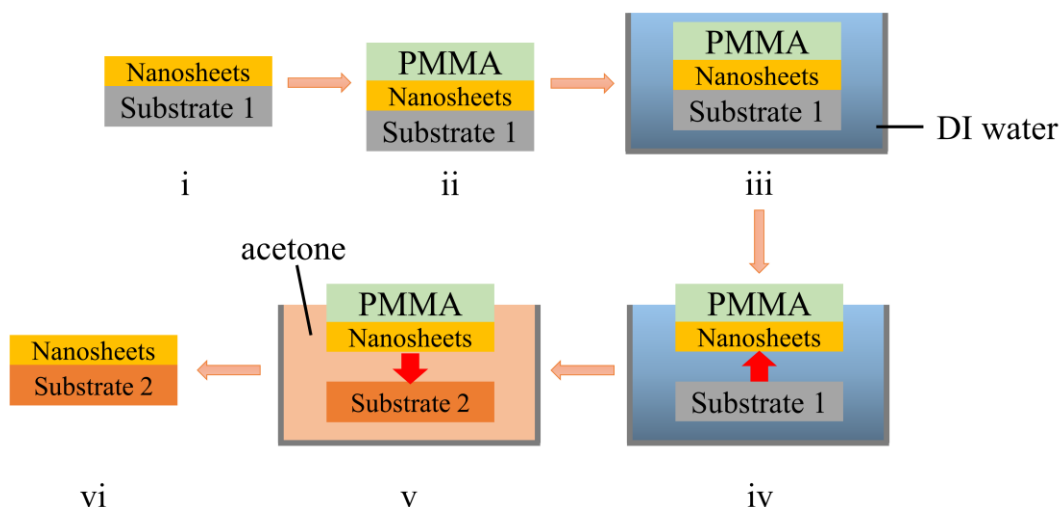 Nanosheets
Substrate 1
i
PMMA
Nanosheets
Substrate 1
ii
PMMA
Nanosheets
Substrate 1
DI water
iii
acetone
PMMA
Nanosheets
Substrate 1
iv
PMMA
Nanosheets
Substrate 2
v
Nanosheets
Substrate 2
vi